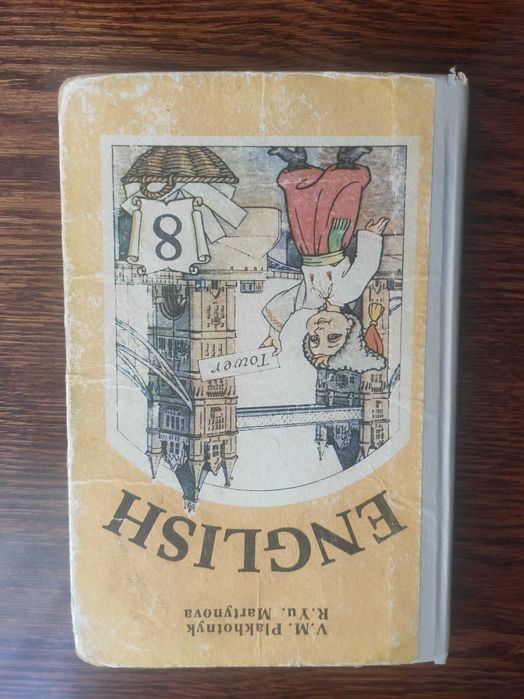 V.M. Plakhotnyk
R.Yu. Martynova
ENGLISH
Tower
8